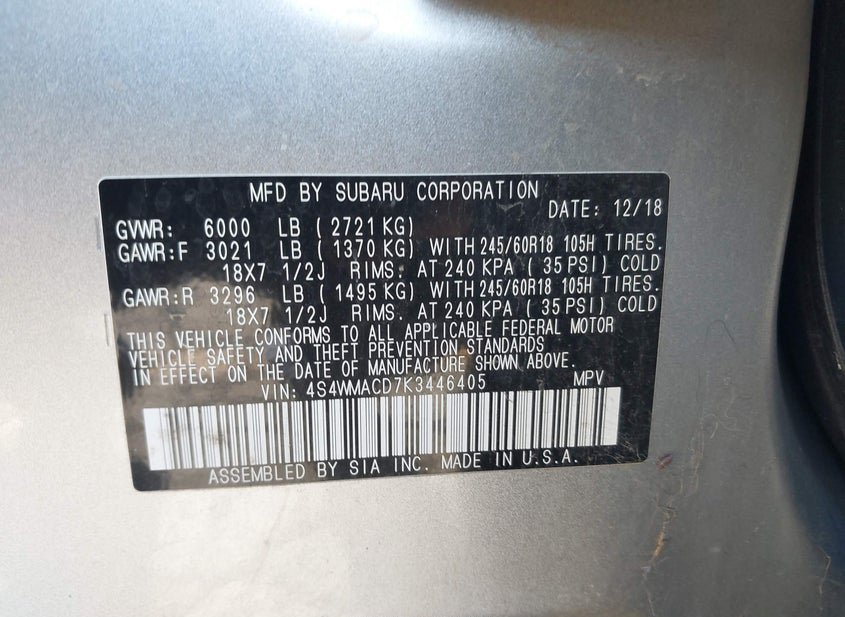 MFD BY SUBARU CORPORATION
DATE: 12/18
GVWR: 6000 LB ( 2721 KG)
GAWR:F 3021 LB ( 1370 KG) WITH 245/60R18 105H TIRES.
18X7 1/2J RIMS: AT 240 KPA ( 35 PSI) COLD
GAWR:R 3296 LB ( 1495 KG) WITH 245/60R18 105H TIRES.
18X7 1/2J RIMS. AT 240 KPA ( 35 PSI) COLD
THIS VEHICLE CONFORMS TO ALL APPLICABLE FEDERAL MOTOR
VEHICLE SAFETY AND THEFT PREVENTION STANDARDS
IN EFFECT ON THE DATE OF MANUFACTURE SHOWN ABOVE.
VIN: 4S4WMACD7K3446405 MPV
ASSEMBLED BY SIA INC. MADE IN U.S.A.